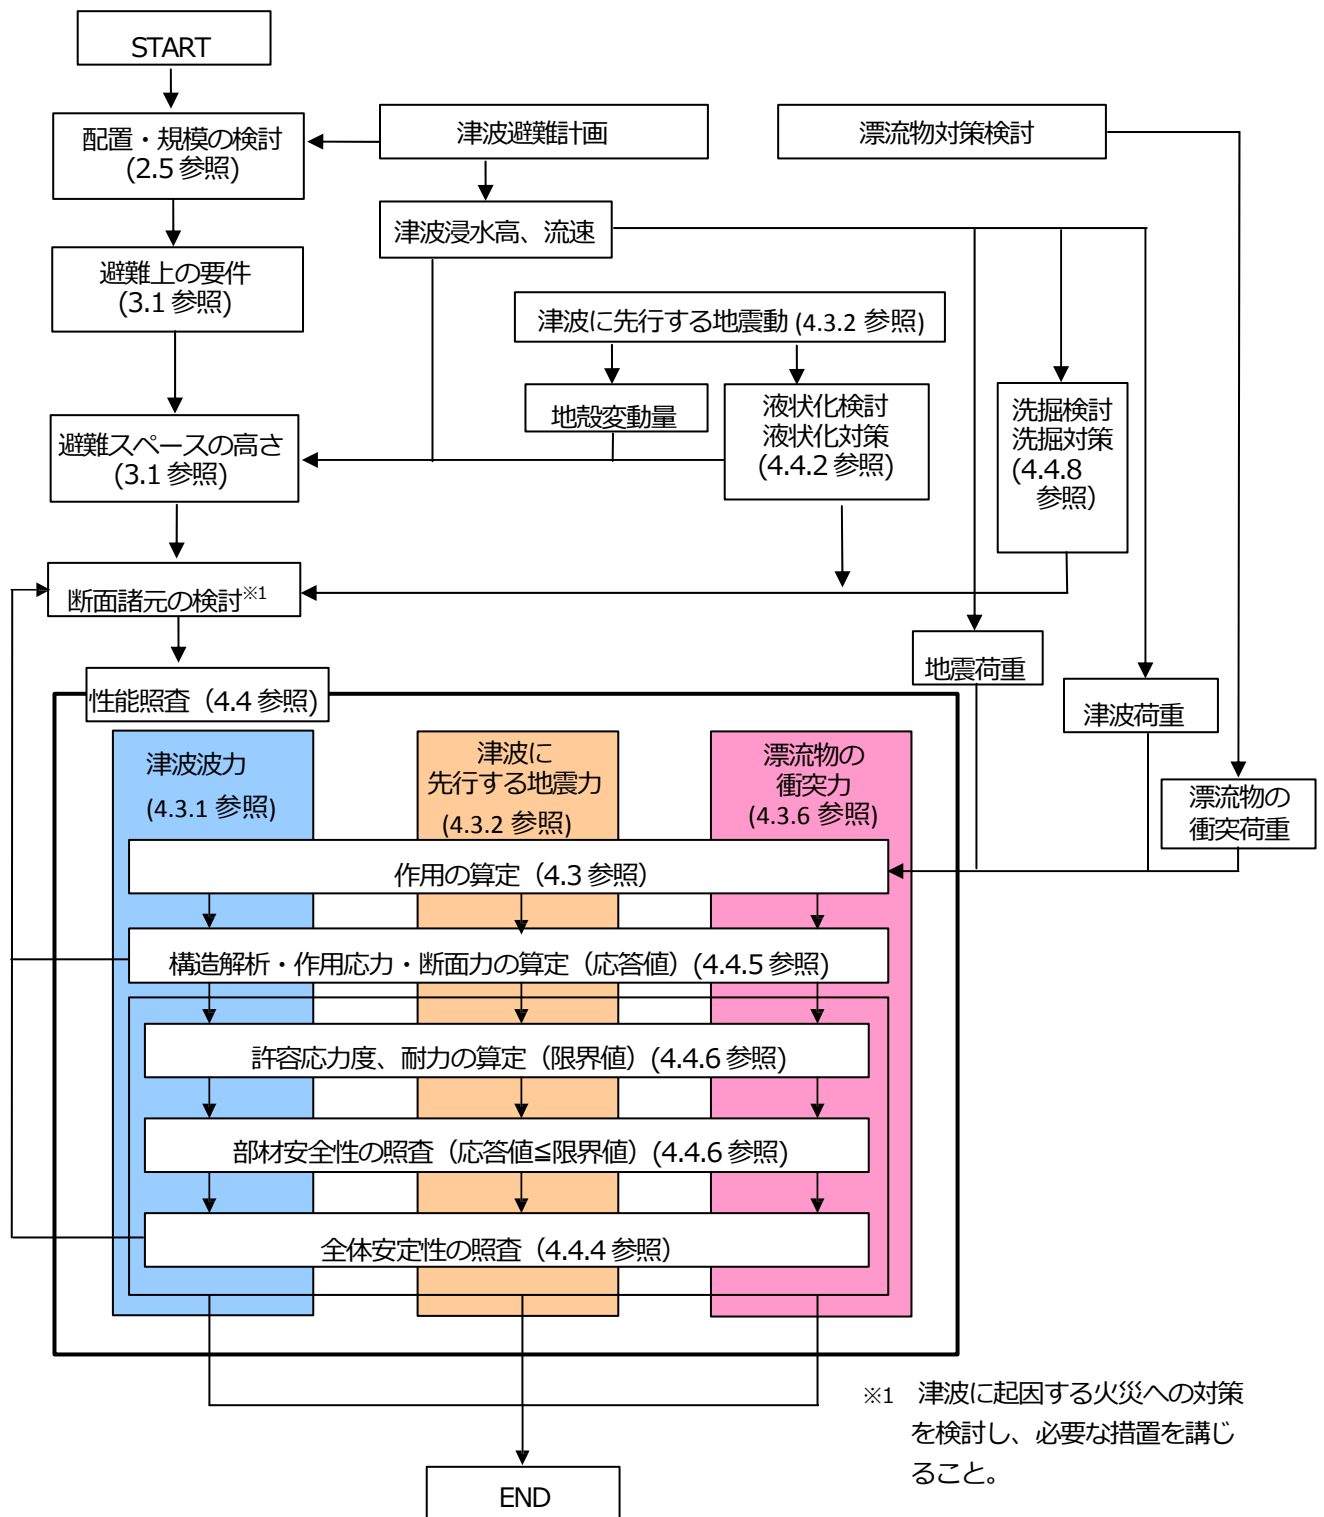 START
配置・規模の検討
(2.5 参照)
津波避難計画
漂流物対策検討
津波浸水高、流速
避難上の要件
(3.1 参照)
津波に先行する地震動 (4.3.2 参照)
地殻変動量
液状化検討
液状化対策
(4.4.2 参照)
洗掘検討
洗掘対策
(4.4.8
参照)
避難スペースの高さ
(3.1 参照)
断面諸元の検討※1
地震荷重
津波荷重
漂流物の
衝突荷重
性能照査（4.4 参照)
津波波力
(4.3.1 参照)
津波に
先行する地震力
(4.3.2 参照)
漂流物の
衝突力
(4.3.6 参照)
作用の算定（4.3 参照）
構造解析・作用応力・断面力の算定（応答値）(4.4.5 参照)
許容応力度、耐力の算定（限界値）(4.4.6 参照)
部材安全性の照査（応答値≦限界値）(4.4.6 参照)
全体安定性の照査（4.4.4 参照）
END
※1　津波に起因する火災への対策
を検討し、必要な措置を講じ
ること。